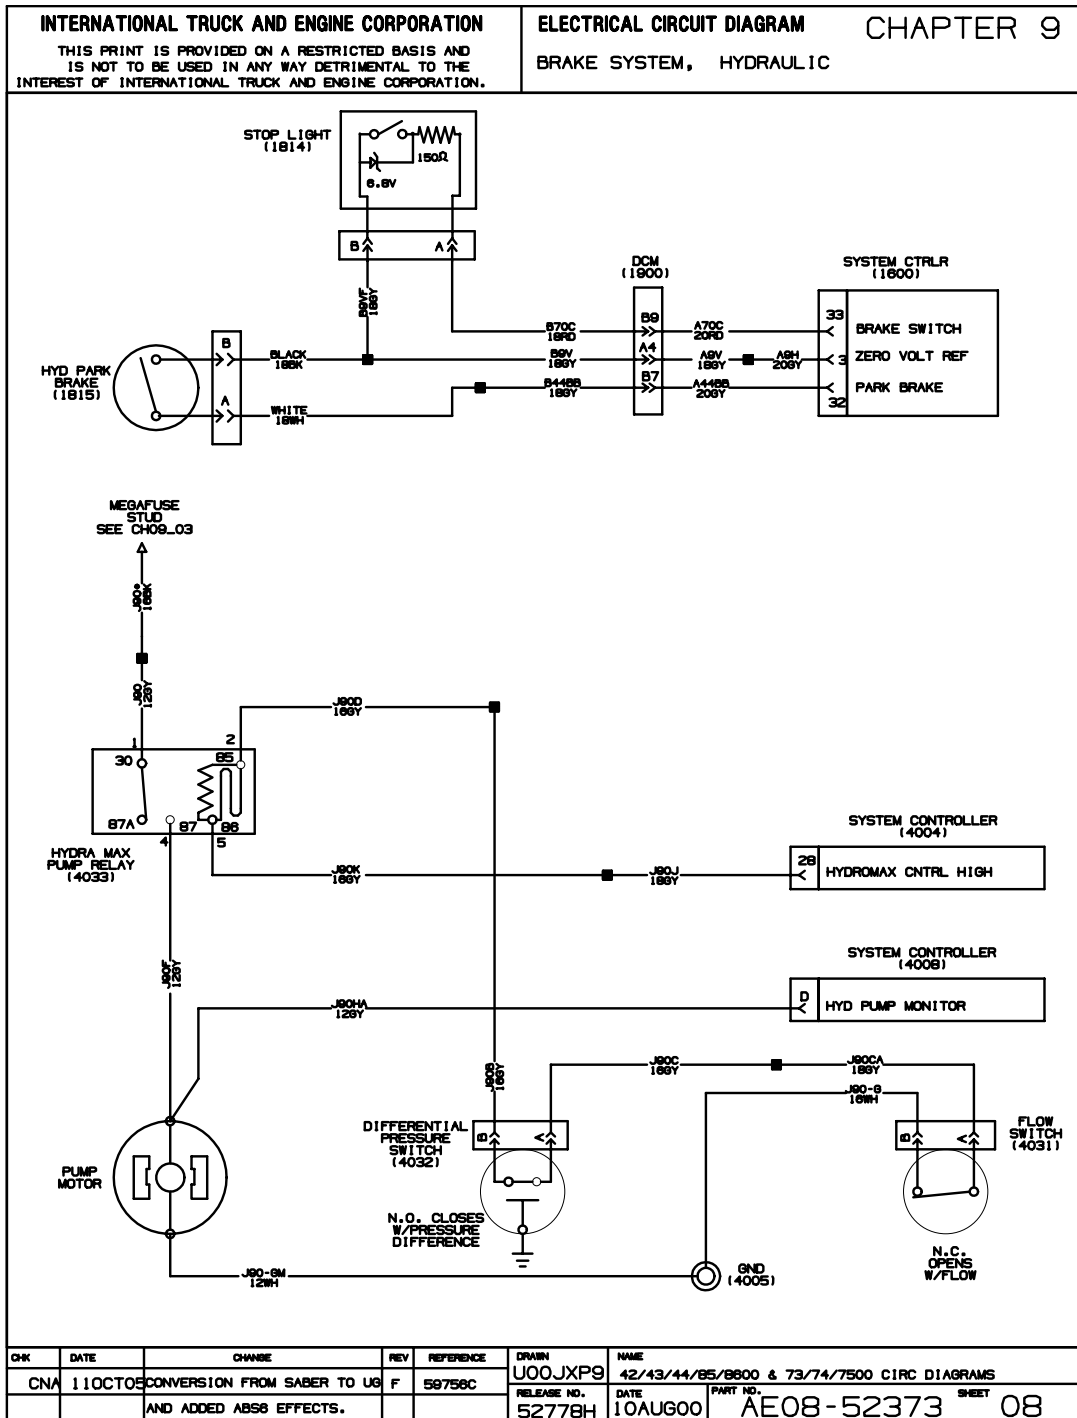 INTERNATIONAL TRUCK AND ENGINE CORPORATION
THIS PRINT IS PROVIDED ON A RESTRICTED BASIS AND
IS NOT TO BE USED IN ANY WAY DETRIMENTAL TO THE
INTEREST OF INTERNATIONAL TRUCK AND ENGINE CORPORATION.
ELECTRICAL CIRCUIT DIAGRAM
CHAPTER 9
BRAKE SYSTEM, HYDRAULIC
STOP LIGHT
(1814)
150Ω
6.8V
B
A
B9VF
18GY
DCM
(1900)
SYSTEM CTRLR
(1600)
B70C
18RD
B9
A70C
20RD
33
BRAKE SWITCH
B9V
18GY
A4
A9V
18GY
A9H
20GY
3
ZERO VOLT REF
B44BB
18GY
B7
A44BB
20GY
32
PARK BRAKE
HYD PARK
BRAKE
(1815)
B
BLACK
18BK
A
WHITE
18WH
MEGAFUSE
STUD
SEE CH09_03
J90*
16BK
J90
12GY
J90D
16GY
1
2
30
85
87A
87
86
4
5
HYDRA MAX
PUMP RELAY
(4033)
J90K
16GY
J90J
18GY
SYSTEM CONTROLLER
(4004)
28
HYDROMAX CNTRL HIGH
J90F
12GY
SYSTEM CONTROLLER
(4008)
J90HA
12GY
D
HYD PUMP MONITOR
J90B
16GY
J90C
16GY
J90CA
18GY
J90-G
16WH
DIFFERENTIAL
PRESSURE
SWITCH
(4032)
B
A
FLOW
SWITCH
(4031)
B
A
PUMP
MOTOR
N.O. CLOSES
W/PRESSURE
DIFFERENCE
N.C.
OPENS
W/FLOW
J90-GM
12WH
GND
(4005)
CHK DATE CHANGE REV REFERENCE
CNA 11OCT05 CONVERSION FROM SABER TO UG F 59756C
AND ADDED ABS6 EFFECTS.
DRAWN
U00JXP9
NAME
42/43/44/85/8600 & 73/74/7500 CIRC DIAGRAMS
RELEASE NO.
52778H
DATE
10AUG00
PART NO.
AE08-52373
SHEET
08